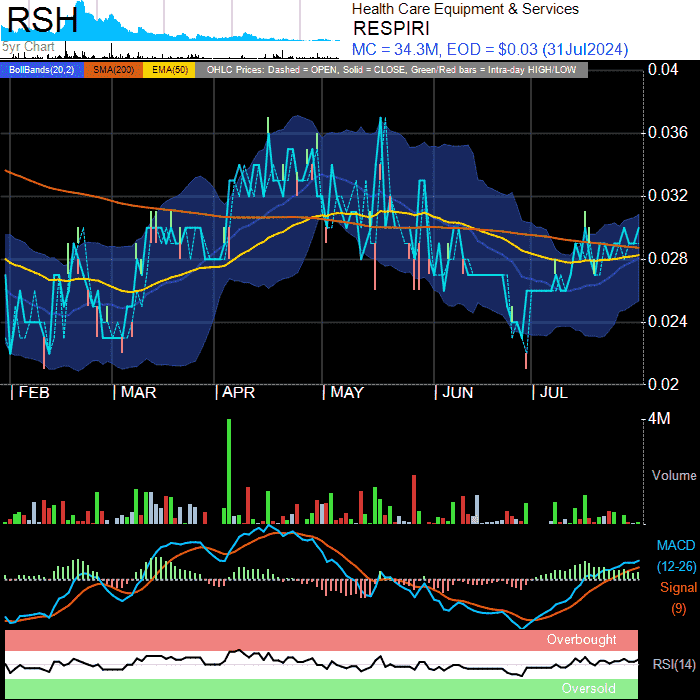 RSH
5yr Chart
Health Care Equipment & Services
RESPIRI
MC = 34.3M, EOD = $0.03 (31Jul2024)
BollBands(20,2) SMA(200) EMA(50) OHLC Prices: Dashed = OPEN, Solid = CLOSE, Green/Red bars = Intra-day HIGH/LOW
0.04
0.036
0.032
0.028
0.024
0.02
FEB MAR APR MAY JUN JUL
4M
Volume
MACD
(12-26)
Signal
(9)
Overbought
RSI(14)
Oversold